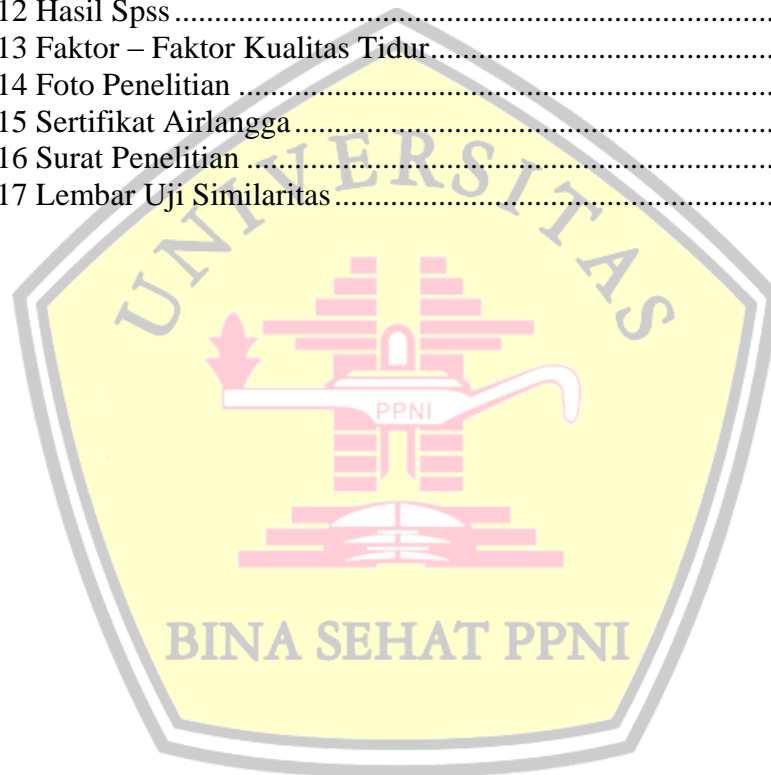 12 Hasil Spss........................................................................
13 Faktor – Faktor Kualitas Tidur.........................................
14 Foto Penelitian ................................................................
15 Sertifikat Airlangga.........................................................
16 Surat Penelitian ...............................................................
17 Lembar Uji Similaritas.....................................................
UNIVERSITAS
PPNI
BINA SEHAT PPNI